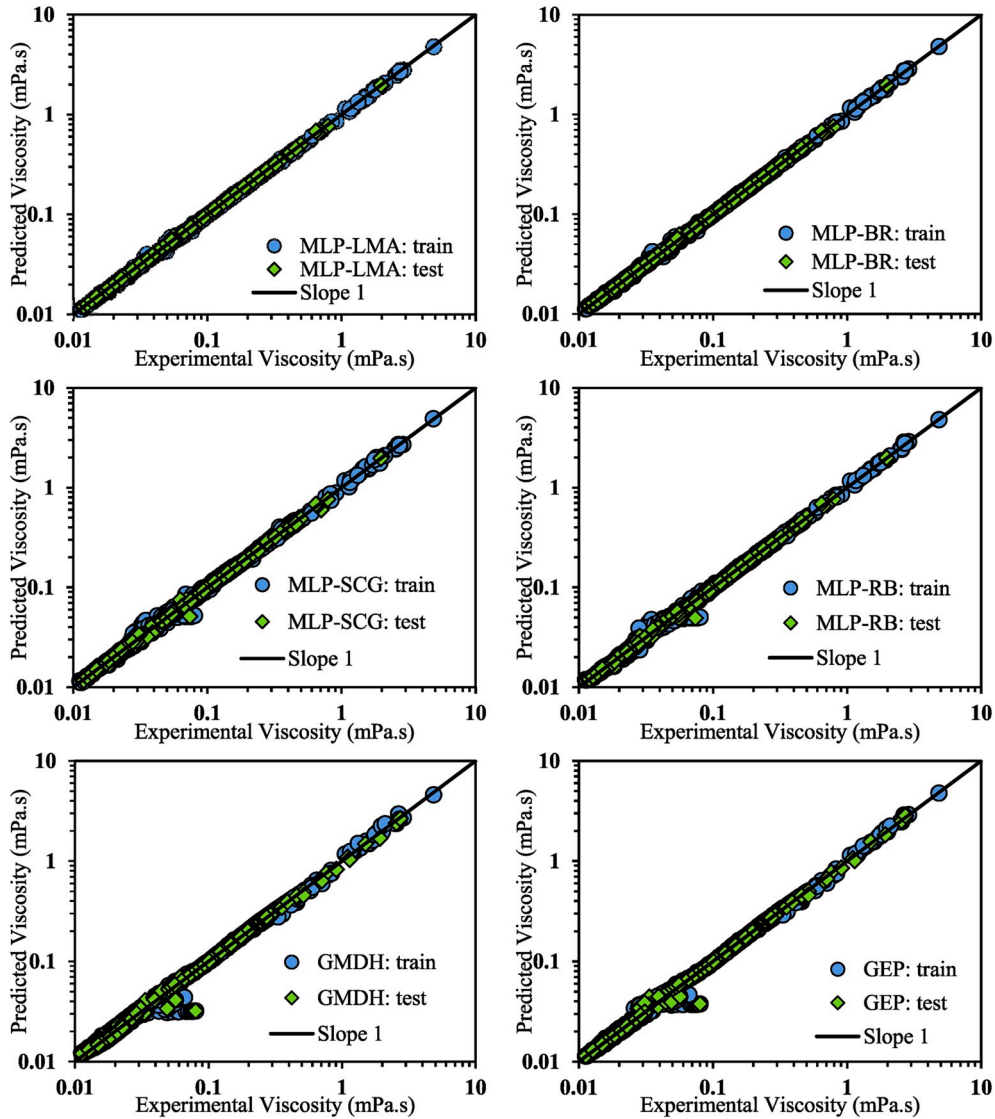 10
1
0.1
0.01
Predicted Viscosity (mPa.s)
MLP-LMA: train
MLP-LMA: test
Slope 1
0.01 0.1 1 10
Experimental Viscosity (mPa.s)
10
1
0.1
0.01
Predicted Viscosity (mPa.s)
MLP-BR: train
MLP-BR: test
Slope 1
0.01 0.1 1 10
Experimental Viscosity (mPa.s)
10
1
0.1
0.01
Predicted Viscosity (mPa.s)
MLP-SCG: train
MLP-SCG: test
Slope 1
0.01 0.1 1 10
Experimental Viscosity (mPa.s)
10
1
0.1
0.01
Predicted Viscosity (mPa.s)
MLP-RB: train
MLP-RB: test
Slope 1
0.01 0.1 1 10
Experimental Viscosity (mPa.s)
10
1
0.1
0.01
Predicted Viscosity (mPa.s)
GMDH: train
GMDH: test
Slope 1
0.01 0.1 1 10
Experimental Viscosity (mPa.s)
10
1
0.1
0.01
Predicted Viscosity (mPa.s)
GEP: train
GEP: test
Slope 1
0.01 0.1 1 10
Experimental Viscosity (mPa.s)